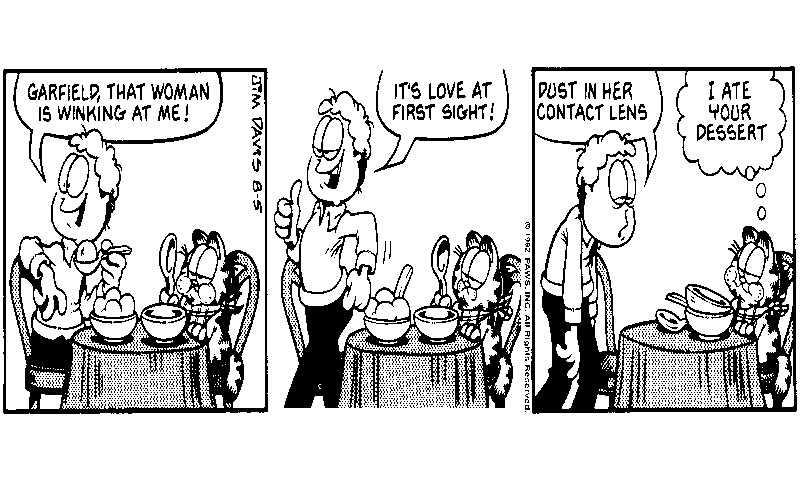 GARFIELD, THAT WOMAN
IS WINKING AT ME!
JIM DAVIS 8-5
IT'S LOVE AT
FIRST SIGHT!
© 1992 PAWS, INC. All Rights Reserved.
DUST IN HER
CONTACT LENS
I ATE
YOUR
DESSERT